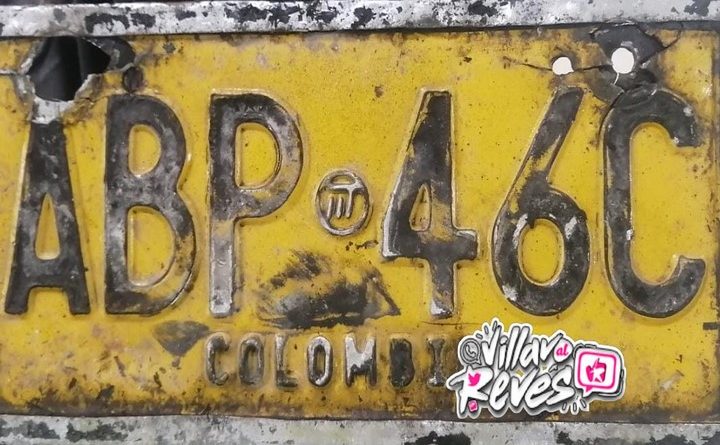 ABP 46C
COLOMBI
Villav al
Revés